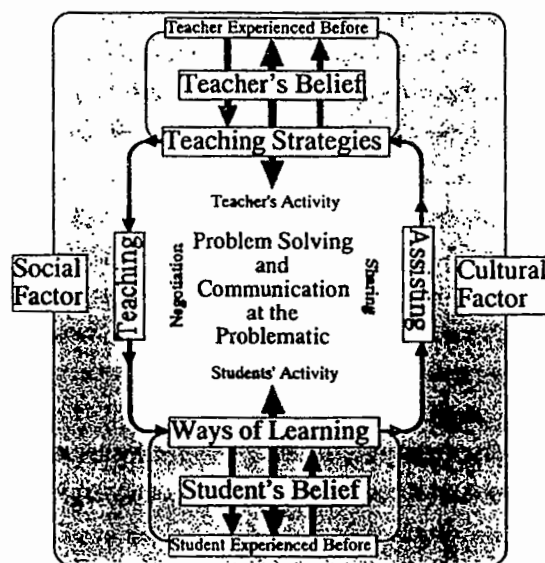 Teacher Experienced Before
Teacher's Belief
Teaching Strategies
Teacher's Activity
Social
Factor
Teaching
Negotiation
Problem Solving
and
Communication
at the
Problematic
Sharing
Assisting
Cultural
Factor
Students' Activity
Ways of Learning
Student's Belief
Student Experienced Before